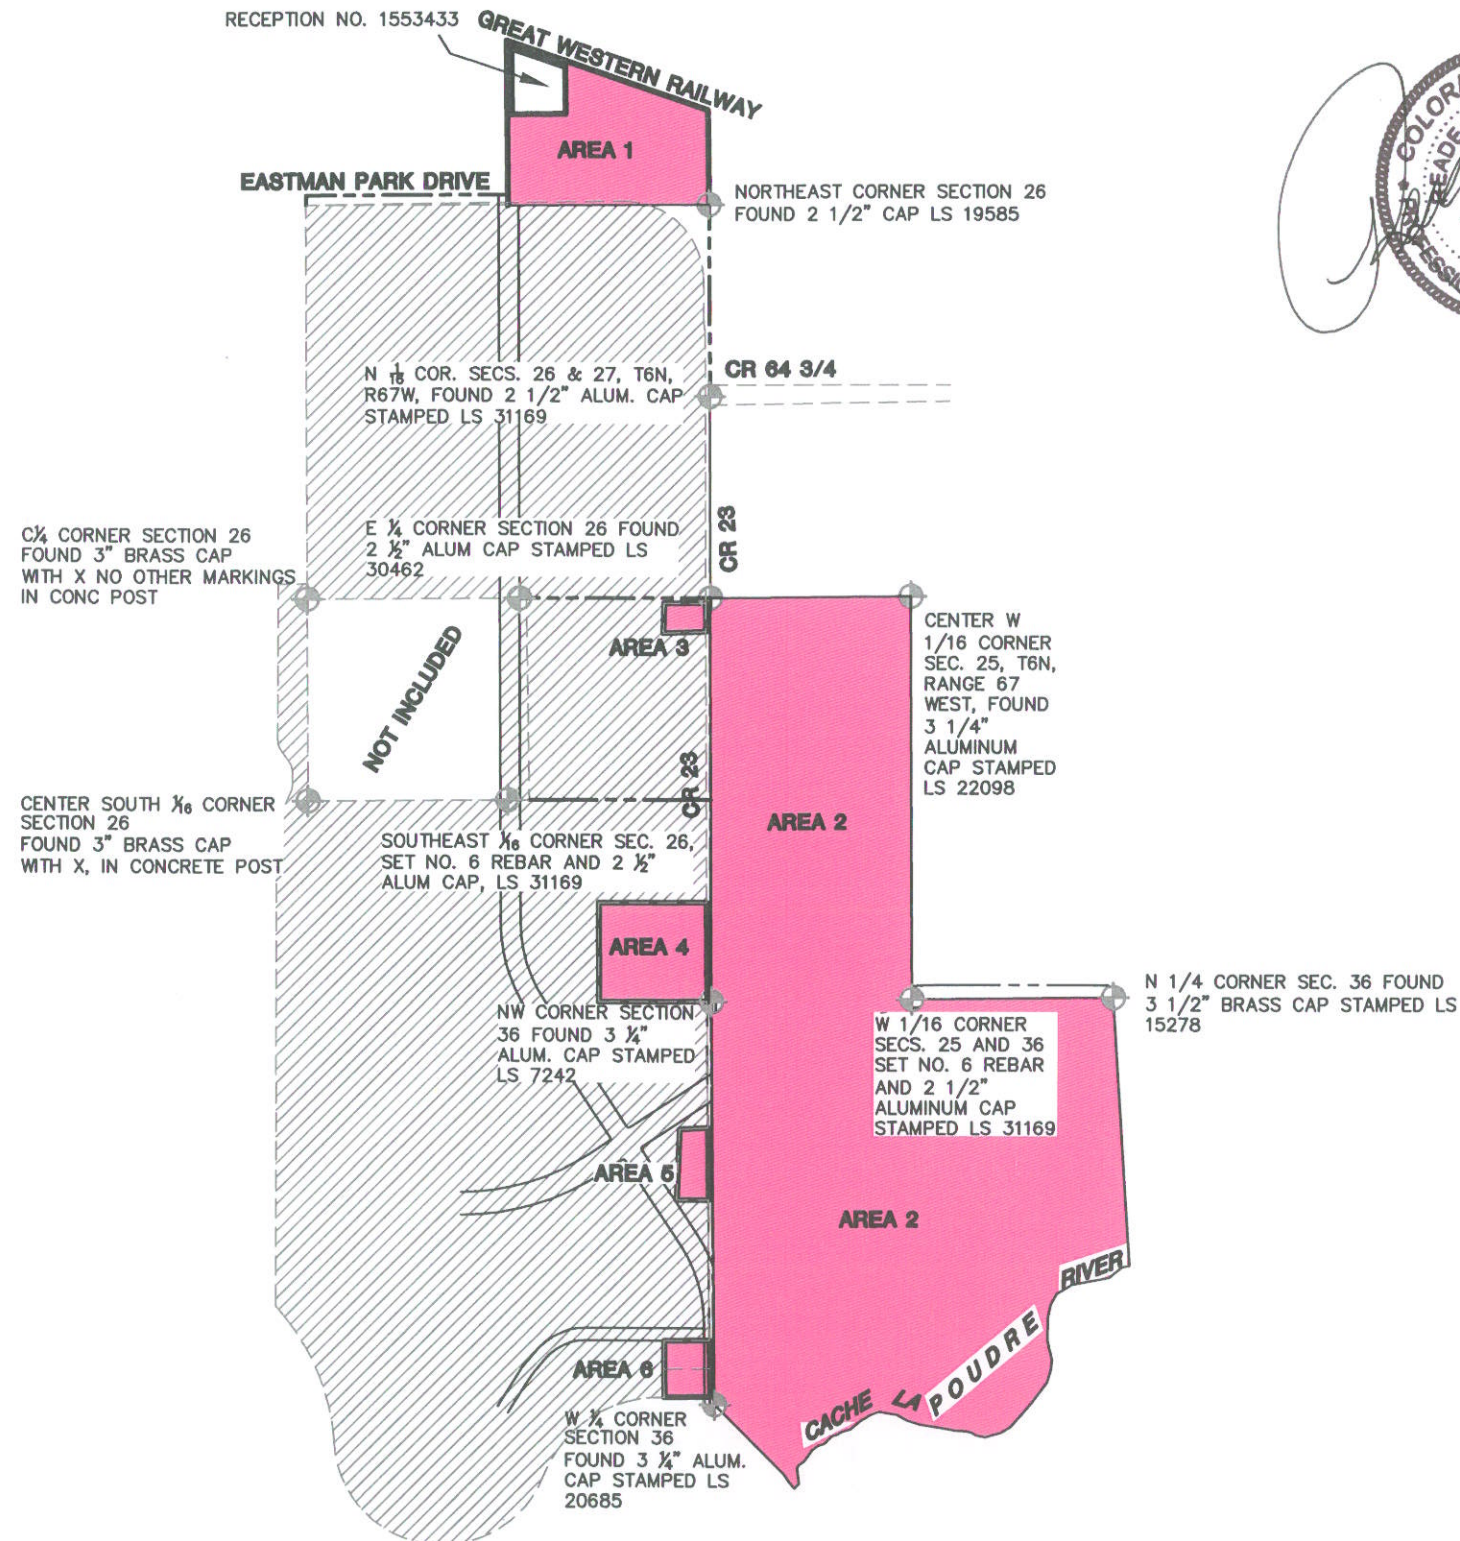 RECEPTION NO. 1553433
GREAT WESTERN RAILWAY
AREA 1
EASTMAN PARK DRIVE
NORTHEAST CORNER SECTION 26
FOUND 2 1/2" CAP LS 19585
N 1/16 COR. SECS. 26 & 27, T6N,
R67W, FOUND 2 1/2" ALUM. CAP
STAMPED LS 31169
CR 64 3/4
CR 23
C¼ CORNER SECTION 26
FOUND 3" BRASS CAP
WITH X NO OTHER MARKINGS
IN CONC POST
E ¼ CORNER SECTION 26 FOUND
2 ½" ALUM CAP STAMPED LS
30462
NOT INCLUDED
AREA 3
CENTER W
1/16 CORNER
SEC. 25, T6N,
RANGE 67
WEST, FOUND
3 1/4"
ALUMINUM
CAP STAMPED
LS 22098
CR 23
AREA 2
CENTER SOUTH 1/16 CORNER
SECTION 26
FOUND 3" BRASS CAP
WITH X, IN CONCRETE POST
SOUTHEAST 1/16 CORNER SEC. 26,
SET NO. 6 REBAR AND 2 ½"
ALUM CAP, LS 31169
AREA 4
N 1/4 CORNER SEC. 36 FOUND
3 1/2" BRASS CAP STAMPED LS
15278
NW CORNER SECTION
36 FOUND 3 ¼"
ALUM. CAP STAMPED
LS 7242
W 1/16 CORNER
SECS. 25 AND 36
SET NO. 6 REBAR
AND 2 1/2"
ALUMINUM CAP
STAMPED LS 31169
AREA 5
AREA 2
CACHE LA POUDRE RIVER
AREA 6
W ¼ CORNER
SECTION 36
FOUND 3 ¼" ALUM.
CAP STAMPED LS
20685